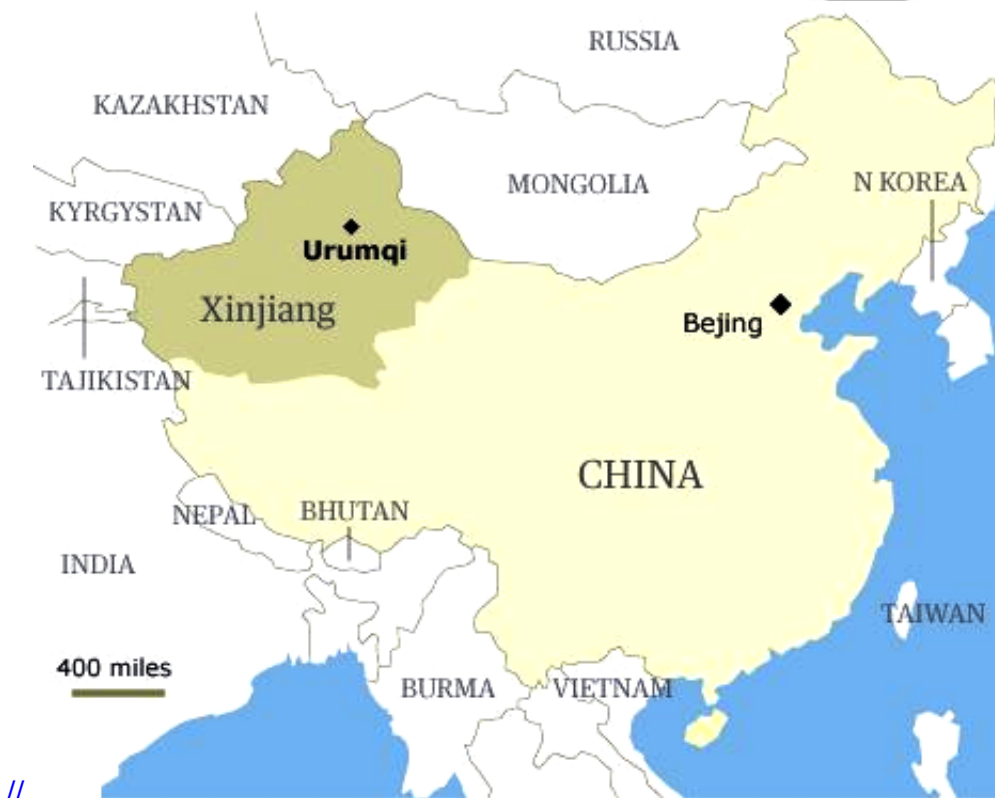 RUSSIA
KAZAKHSTAN
MONGOLIA
N KOREA
KYRGYSTAN
Urumqi
Xinjiang
Bejing
TAJIKISTAN
CHINA
NEPAL
BHUTAN
INDIA
TAIWAN
400 miles
BURMA
VIETNAM
//